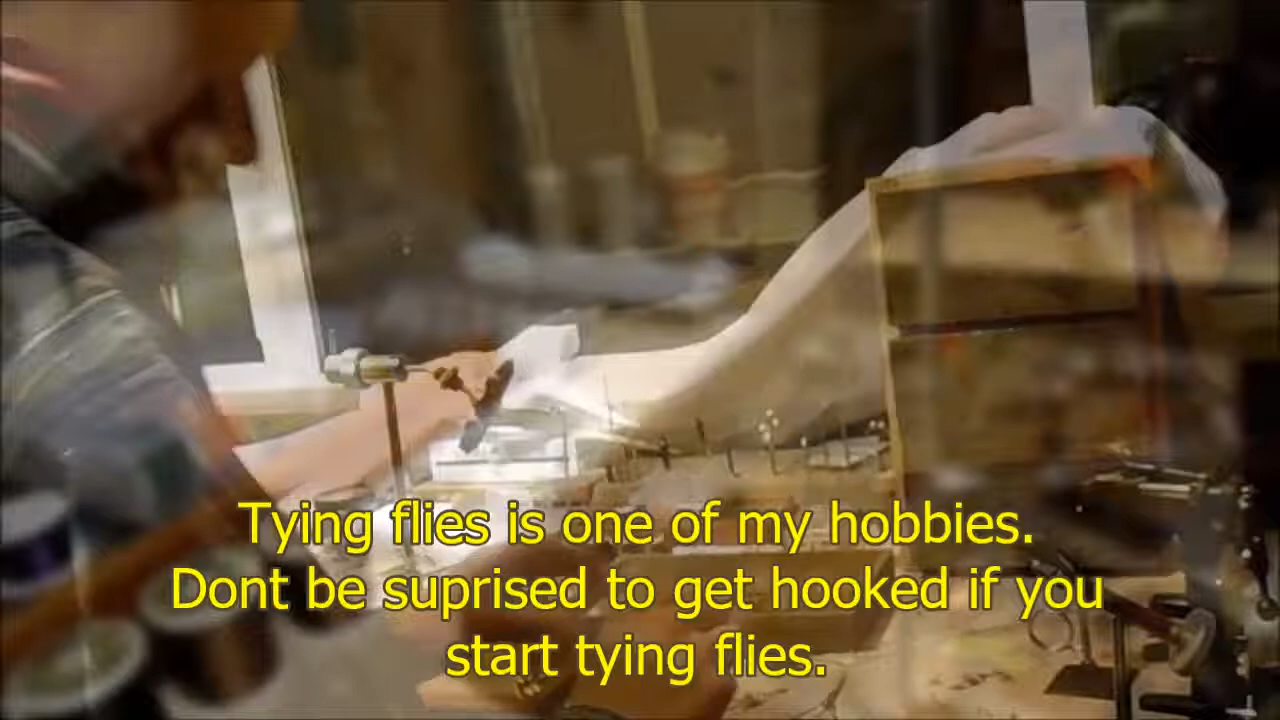 Tying flies is one of my hobbies.
Dont be suprised to get hooked if you
start tying flies.